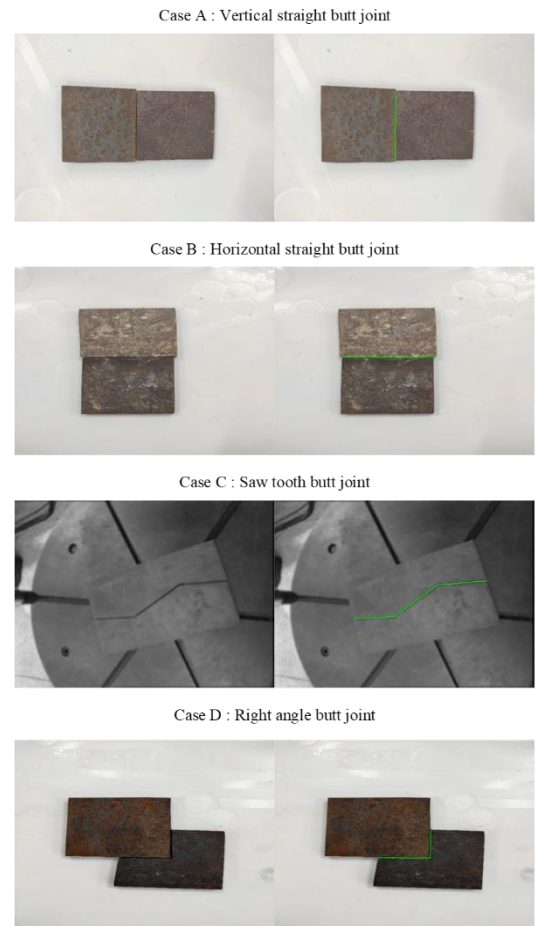 Case A : Vertical straight butt joint
Case B : Horizontal straight butt joint
Case C : Saw tooth butt joint
Case D : Right angle butt joint